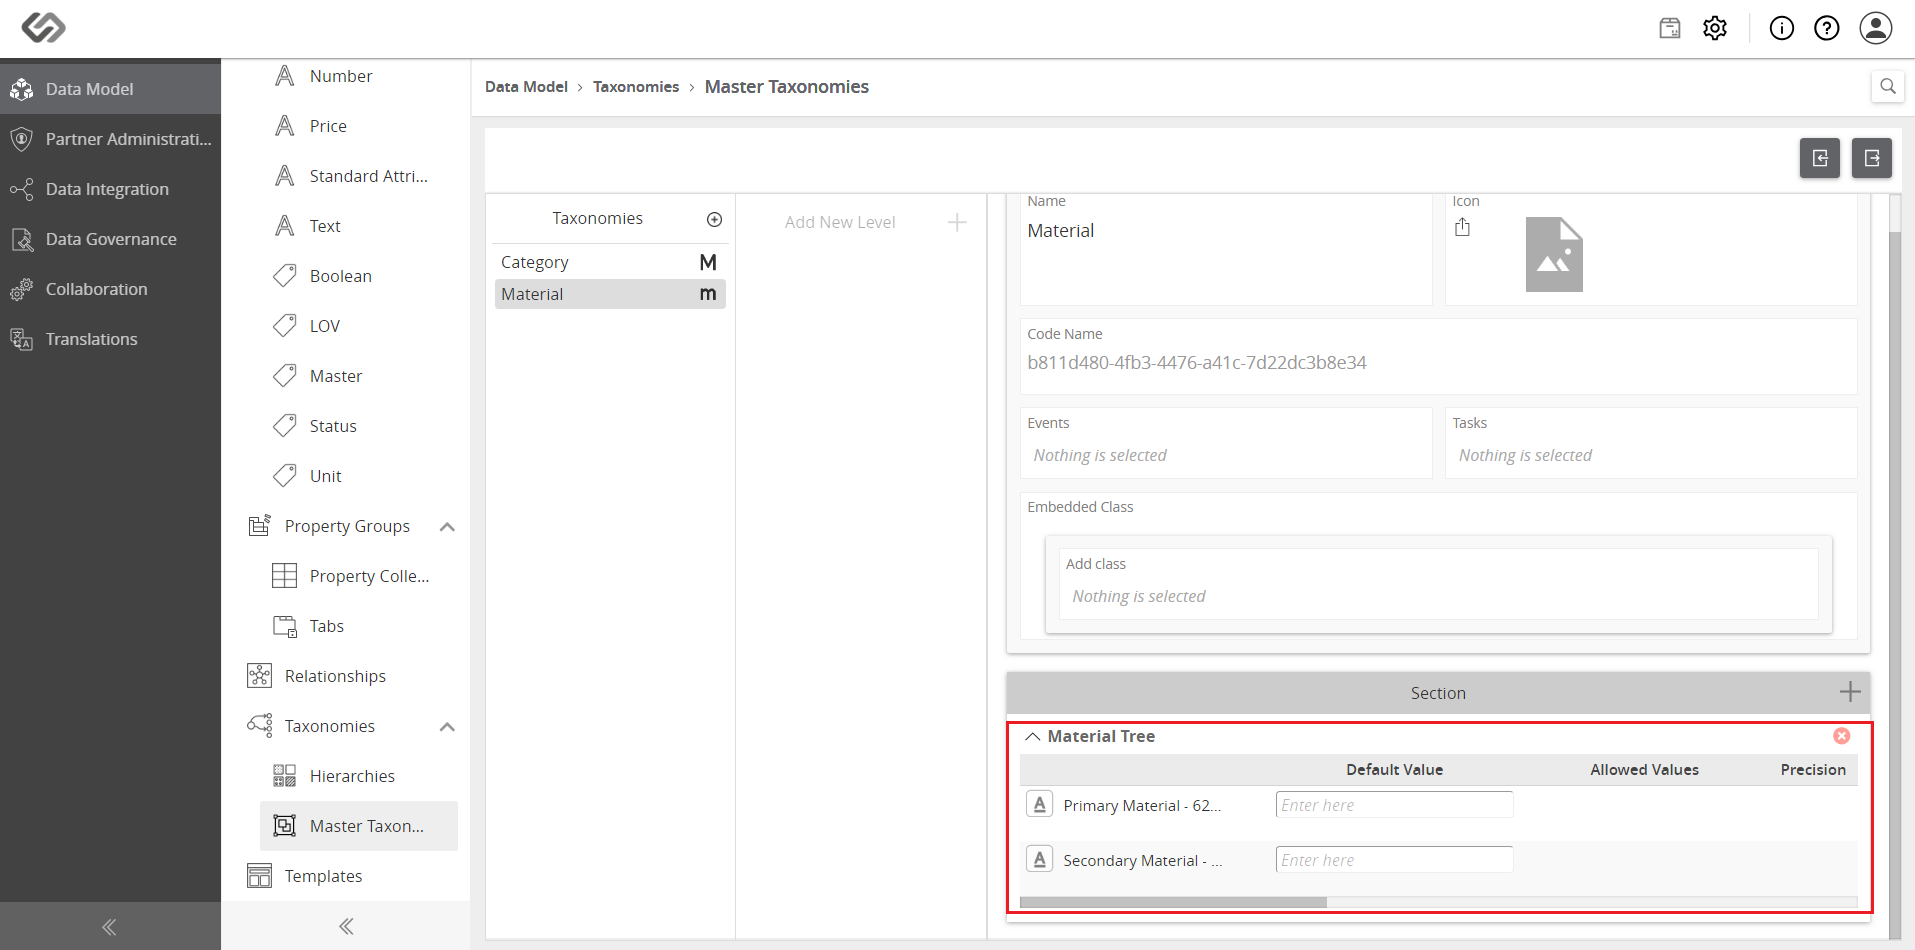 Data Model
Partner Administrati...
Data Integration
Data Governance
Collaboration
Translations
Number
Price
Standard Attri...
Text
Boolean
LOV
Master
Status
Unit
Property Groups
Property Colle...
Tabs
Relationships
Taxonomies
Hierarchies
Master Taxon...
Templates
Data Model > Taxonomies > Master Taxonomies
Taxonomies
Category M
Material m
Add New Level
Name
Material
Icon
Code Name
b811d480-4fb3-4476-a41c-7d22dc3b8e34
Events
Nothing is selected
Tasks
Nothing is selected
Embedded Class
Add class
Nothing is selected
Section
Material Tree
Default Value Allowed Values Precision
A Primary Material - 62... Enter here
A Secondary Material - ... Enter here